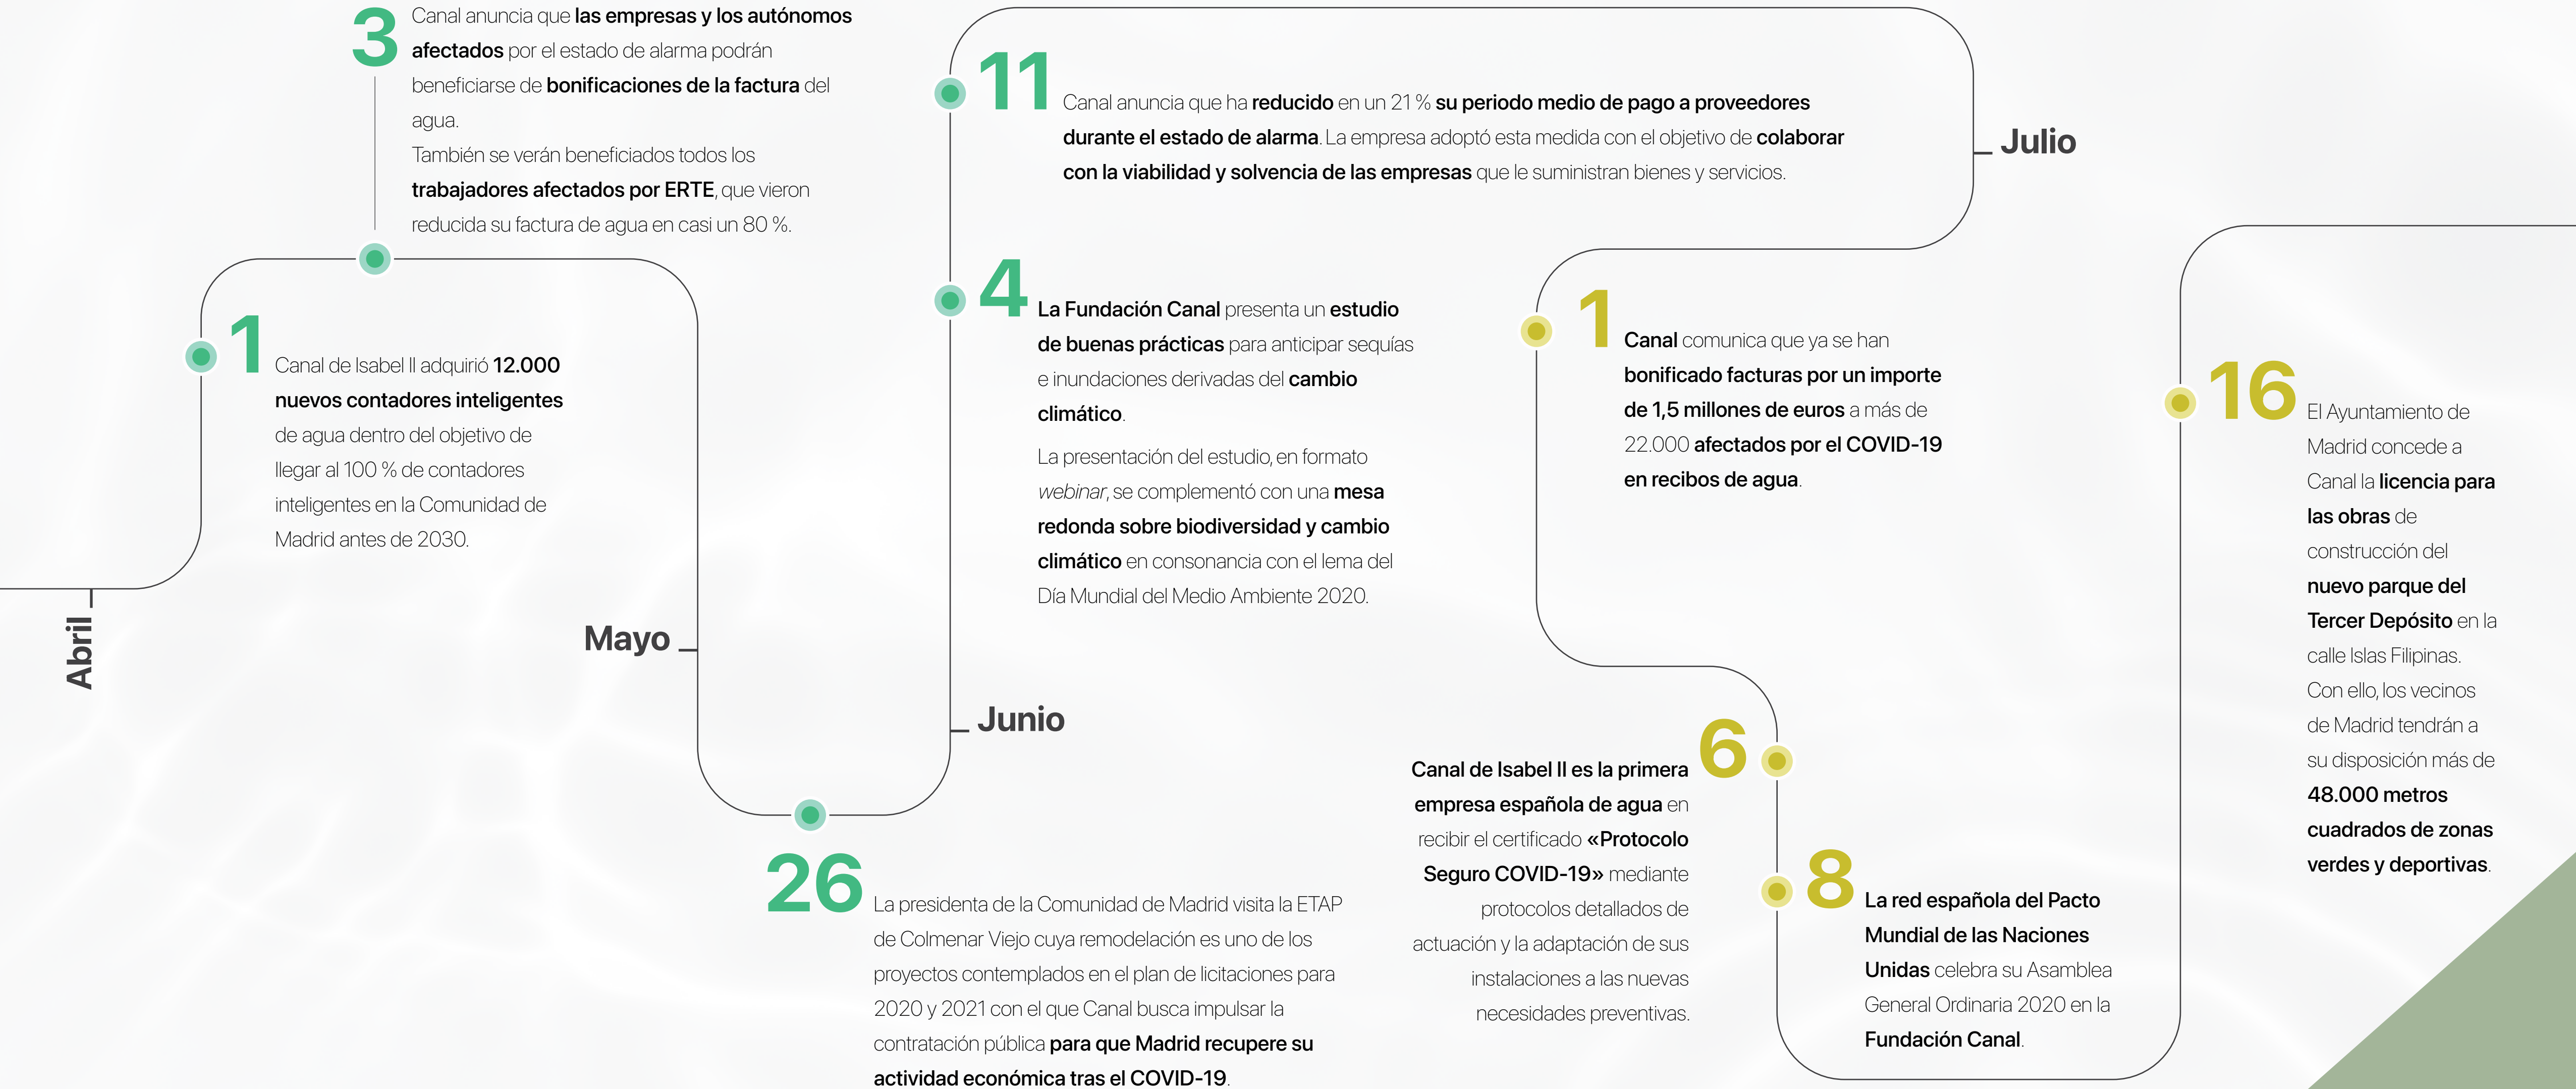 Abril
1
Canal de Isabel II adquirió 12.000
nuevos contadores inteligentes
de agua dentro del objetivo de
llegar al 100 % de contadores
inteligentes en la Comunidad de
Madrid antes de 2030.
3
Canal anuncia que las empresas y los autónomos
afectados por el estado de alarma podrán
beneficiarse de bonificaciones de la factura del
agua.
También se verán beneficiados todos los
trabajadores afectados por ERTE, que vieron
reducida su factura de agua en casi un 80 %.
Mayo
26
La presidenta de la Comunidad de Madrid visita la ETAP
de Colmenar Viejo cuya remodelación es uno de los
proyectos contemplados en el plan de licitaciones para
2020 y 2021 con el que Canal busca impulsar la
contratación pública para que Madrid recupere su
actividad económica tras el COVID-19.
Junio
4
La Fundación Canal presenta un estudio
de buenas prácticas para anticipar sequías
e inundaciones derivadas del cambio
climático.
La presentación del estudio, en formato
webinar, se complementó con una mesa
redonda sobre biodiversidad y cambio
climático en consonancia con el lema del
Día Mundial del Medio Ambiente 2020.
11
Canal anuncia que ha reducido en un 21 % su periodo medio de pago a proveedores
durante el estado de alarma. La empresa adoptó esta medida con el objetivo de colaborar
con la viabilidad y solvencia de las empresas que le suministran bienes y servicios.
Julio
1
Canal comunica que ya se han
bonificado facturas por un importe
de 1,5 millones de euros a más de
22.000 afectados por el COVID-19
en recibos de agua.
6
Canal de Isabel II es la primera
empresa española de agua en
recibir el certificado «Protocolo
Seguro COVID-19» mediante
protocolos detallados de
actuación y la adaptación de sus
instalaciones a las nuevas
necesidades preventivas.
8
La red española del Pacto
Mundial de las Naciones
Unidas celebra su Asamblea
General Ordinaria 2020 en la
Fundación Canal.
16
El Ayuntamiento de
Madrid concede a
Canal la licencia para
las obras de
construcción del
nuevo parque del
Tercer Depósito en la
calle Islas Filipinas.
Con ello, los vecinos
de Madrid tendrán a
su disposición más de
48.000 metros
cuadrados de zonas
verdes y deportivas.